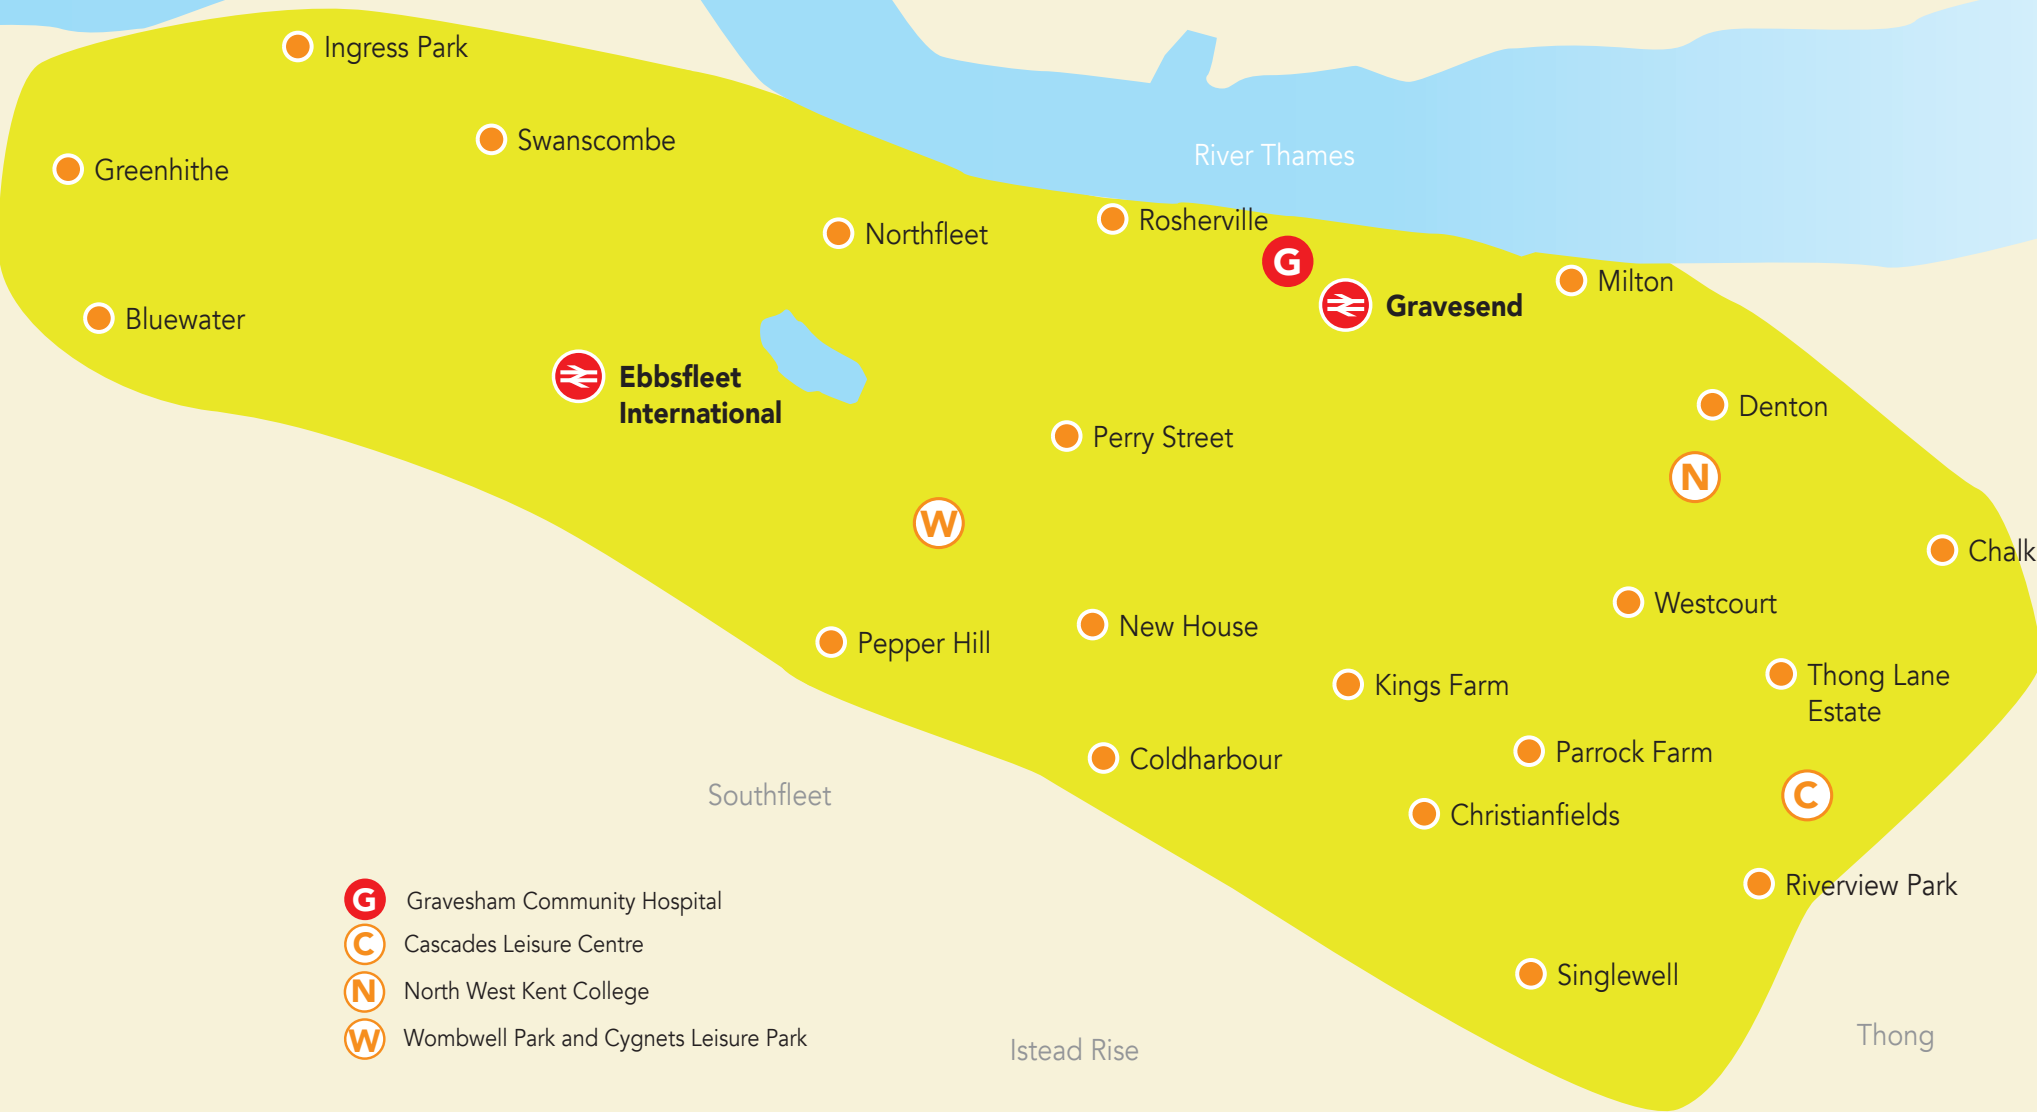 Ingress Park
Swanscombe
River Thames
Greenhithe
Rosherville
Northfleet
G
Milton
Gravesend
Bluewater
Ebbsfleet
International
Denton
Perry Street
N
W
Chalk
Westcourt
New House
Pepper Hill
Thong Lane
Estate
Kings Farm
Parrock Farm
Coldharbour
Southfleet
C
Christianfields
Riverview Park
G Gravesham Community Hospital
C Cascades Leisure Centre
Singlewell
N North West Kent College
W Wombwell Park and Cygnets Leisure Park
Thong
Istead Rise